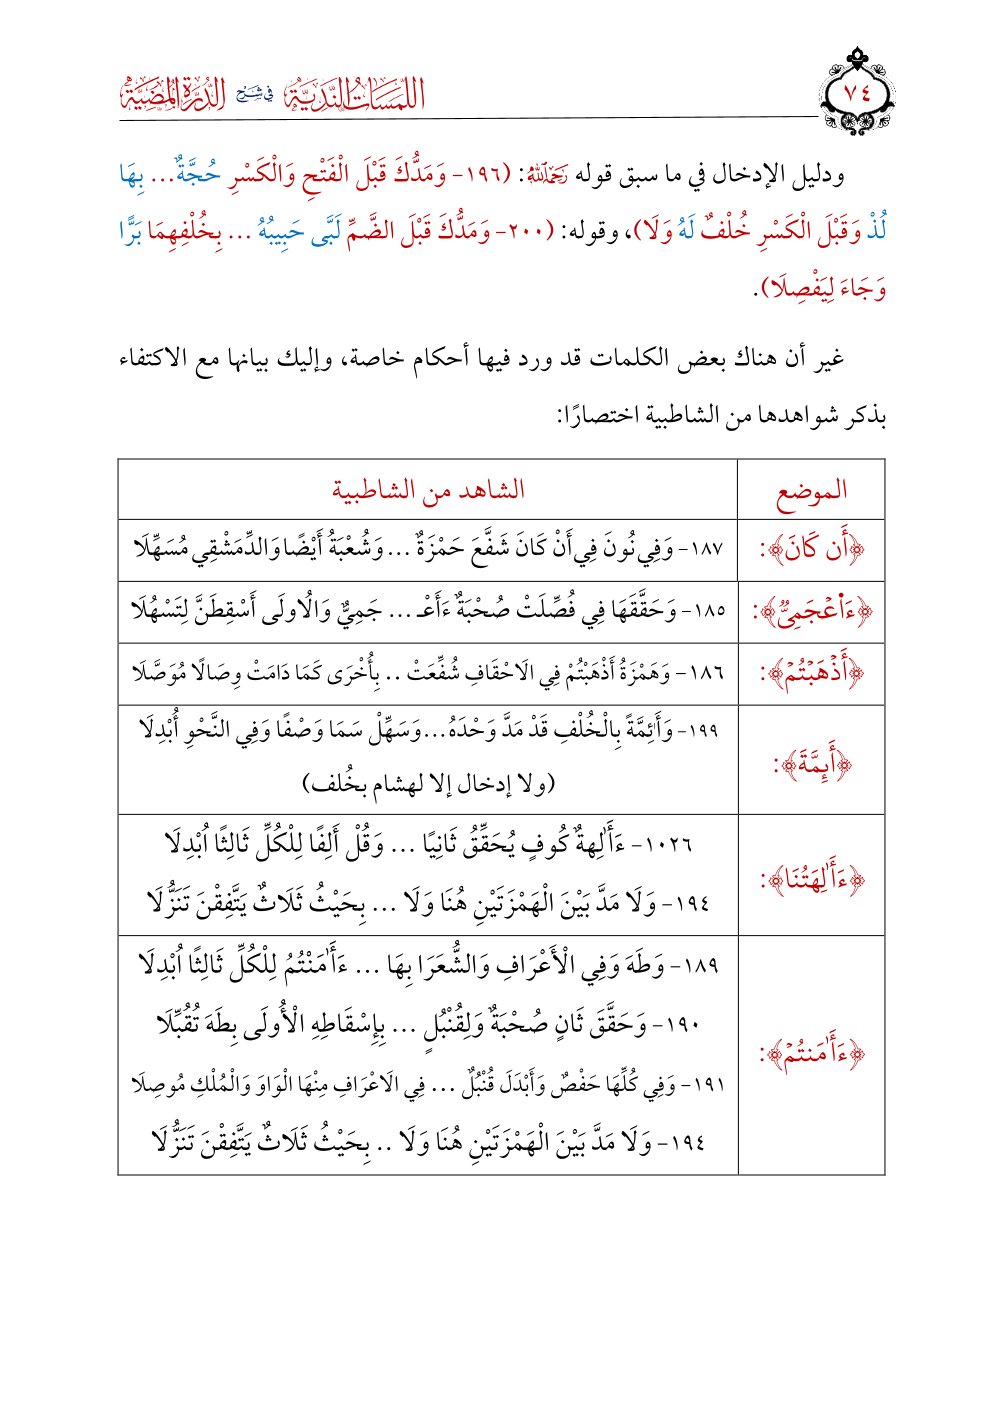 ٧٤
اللمسات الندية في شرح الدرة المضية
ودليل الإدخال في ما سبق قوله رَحِمَهُ اللَّهُ: (١٩٦- وَمَدُّكَ قَبْلَ الْفَتْحِ وَالْكَسْرِ حُجَّةٌ... بِهَا
لُذْ وَقَبْلَ الْكَسْرِ خُلْفٌ لَهُ وَلَا)، وقوله: (٢٠٠- وَمَدُّكَ قَبْلَ الضَّمِّ لَبَّى حَبِيبُهُ ... بِخُلْفِهِمَا بَرًّا
وَجَاءَ لِيَفْصِلَا).
غير أن هناك بعض الكلمات قد ورد فيها أحكام خاصة، وإليك بيانها مع الاكتفاء
بذكر شواهدها من الشاطبية اختصارًا:
الموضع الشاهد من الشاطبية
﴿أَن كَانَ﴾: ١٨٧- وَفِي نُونَ فِي أَنْ كَانَ شَفَّعَ حَمْزَةٌ ... وَشُعْبَةُ أَيْضًا وَالدِّمَشْقِي مُسَهِّلَا
﴿ءَا۬عۡجَمِيّٞ﴾: ١٨٥- وَحَقَّقَهَا فِي فُصِّلَتْ صُحْبَةٌ ءَأَعْـ ... جَمِيٌّ وَالُاولَى أَسْقِطَنَّ لِتَسْهُلَا
﴿أَذۡهَبۡتُمۡ﴾: ١٨٦- وَهَمْزَةُ أَذْهَبْتُمْ فِي الَاحْقَافِ شُفِّعَتْ .. بِأُخْرَى كَمَا دَامَتْ وِصَالًا مُوَصَّلَا
﴿أَئِمَّةَ﴾: ١٩٩- وَأَئِمَّةً بِالْخُلْفِ قَدْ مَدَّ وَحْدَهُ...وَسَهِّلْ سَمَا وَصْفًا وَفِي النَّحْوِ أُبْدِلَا
(ولا إدخال إلا لهشام بخُلف)
﴿ءَأَٰلِهَتُنَا﴾: ١٠٢٦- ءَأَٰلِهةٌ كُوفٍ يُحَقِّقُ ثَانِيًا ... وَقُلْ أَلِفًا لِلْكُلِّ ثَالِثًا اُبْدِلَا
١٩٤- وَلَا مَدَّ بَيْنَ الْهَمْزَتَيْنِ هُنَا وَلَا ... بِحَيْثُ ثَلَاثٌ يَتَّفِقْنَ تَنَزُّلَا
﴿ءَأَٰمَنتُمۡ﴾: ١٨٩- وَطَهَ وَفِي الْأَعْرَافِ وَالشُّعَرَا بِهَا ... ءَأَٰمَنْتُمُ لِلْكُلِّ ثَالِثًا اُبْدِلَا
١٩٠- وَحَقَّقَ ثَانٍ صُحْبَةٌ وَلِقُنْبُلٍ ... بِإِسْقَاطِهِ الْأُولَى بِطَهَ تُقُبِّلَا
١٩١- وَفِي كُلِّهَا حَفْصٌ وَأَبْدَلَ قُنْبُلٌ ... فِي الَاعْرَافِ مِنْهَا الْوَاوَ وَالْمُلْكِ مُوصِلَا
١٩٤- وَلَا مَدَّ بَيْنَ الْهَمْزَتَيْنِ هُنَا وَلَا .. بِحَيْثُ ثَلَاثٌ يَتَّفِقْنَ تَنَزُّلَا